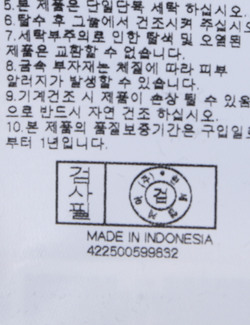 5.본 제품은 단일단독 세탁 하십시오.
6.탈수 후 그늘에서 건조시켜 주십시오
7.세탁부주의로 인한 탈색 및 오염된
제품은 교환할 수 없습니다.
8.금속 부자재는 체질에 따라 피부
알러지가 발생할 수 있습니다.
9.기계건조 시 제품이 손상 될 수 있음
으로 반드시 자연 건조 하십시오.
10.본 제품의 품질보증기간은 구입일로
부터 1년입니다.
검사필
검
MADE IN INDONESIA
422500599832